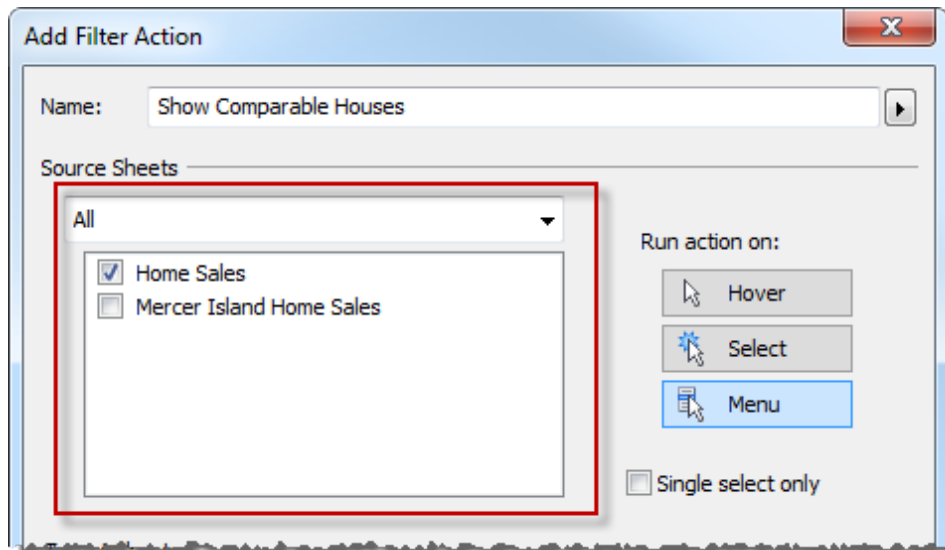 Add Filter Action
Name: Show Comparable Houses
Source Sheets
All
Run action on:
Home Sales
Hover
Mercer Island Home Sales
Select
Menu
Single select only